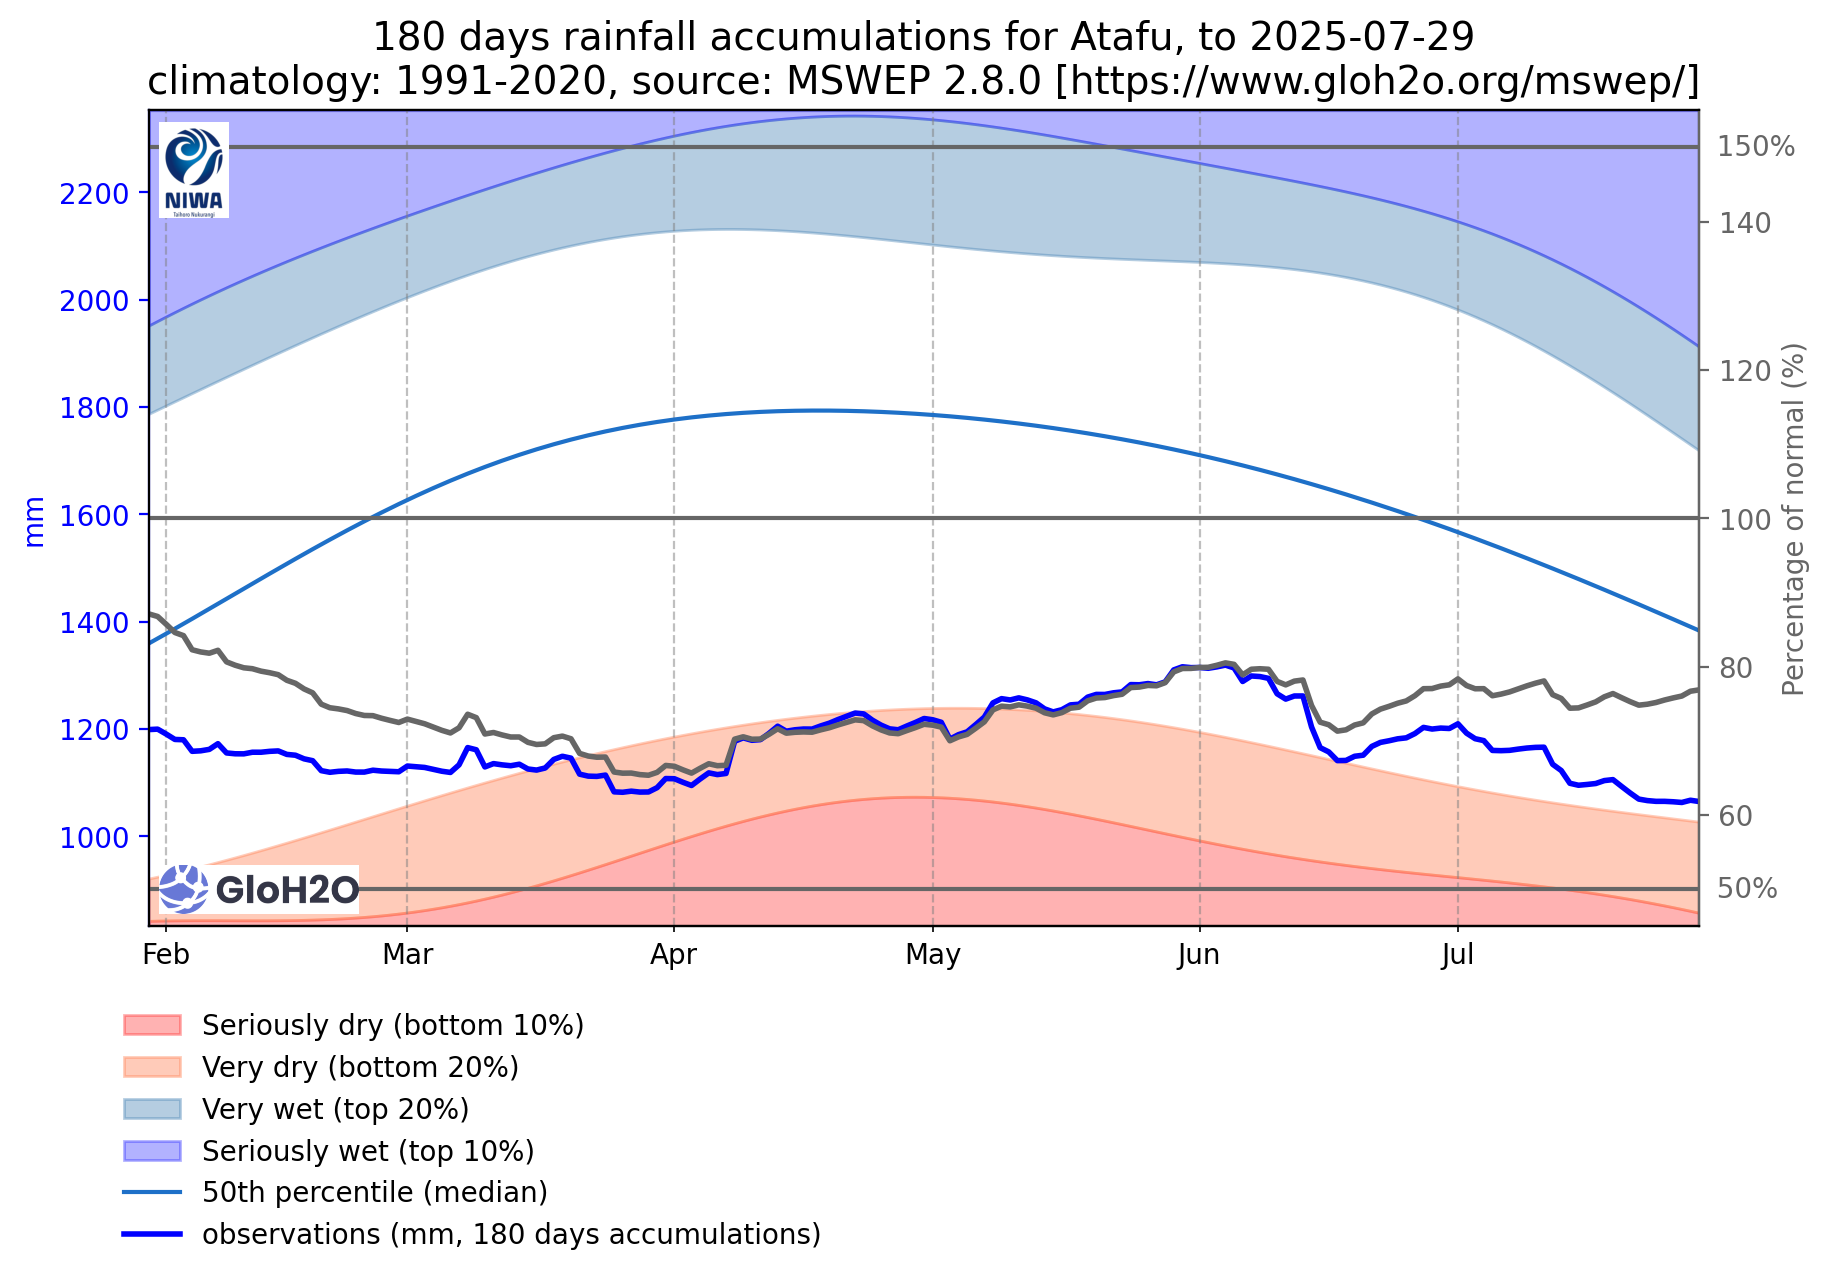 180 days rainfall accumulations for Atafu, to 2025-07-29
climatology: 1991-2020, source: MSWEP 2.8.0 [https://www.gloh2o.org/mswep/]
NIWA
Taihoro Nukurangi
mm
2200
2000
1800
1600
1400
1200
1000
150%
140
120
100
80
60
50%
Percentage of normal (%)
GloH2O
Feb Mar Apr May Jun Jul
Seriously dry (bottom 10%)
Very dry (bottom 20%)
Very wet (top 20%)
Seriously wet (top 10%)
50th percentile (median)
observations (mm, 180 days accumulations)